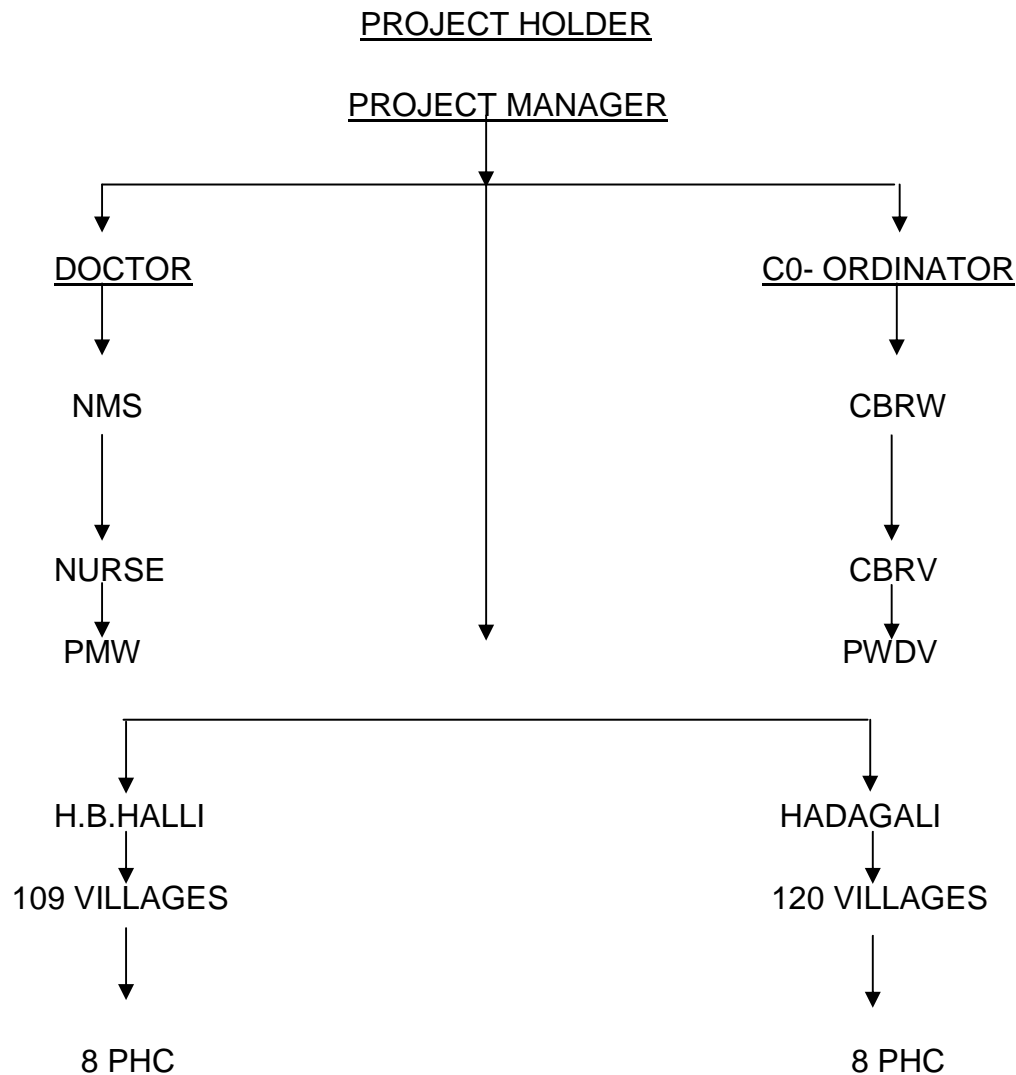 PROJECT HOLDER
PROJECT MANAGER
DOCTOR
C0- ORDINATOR
NMS
CBRW
NURSE
CBRV
PMW
PWDV
H.B.HALLI
HADAGALI
109 VILLAGES
120 VILLAGES
8 PHC
8 PHC